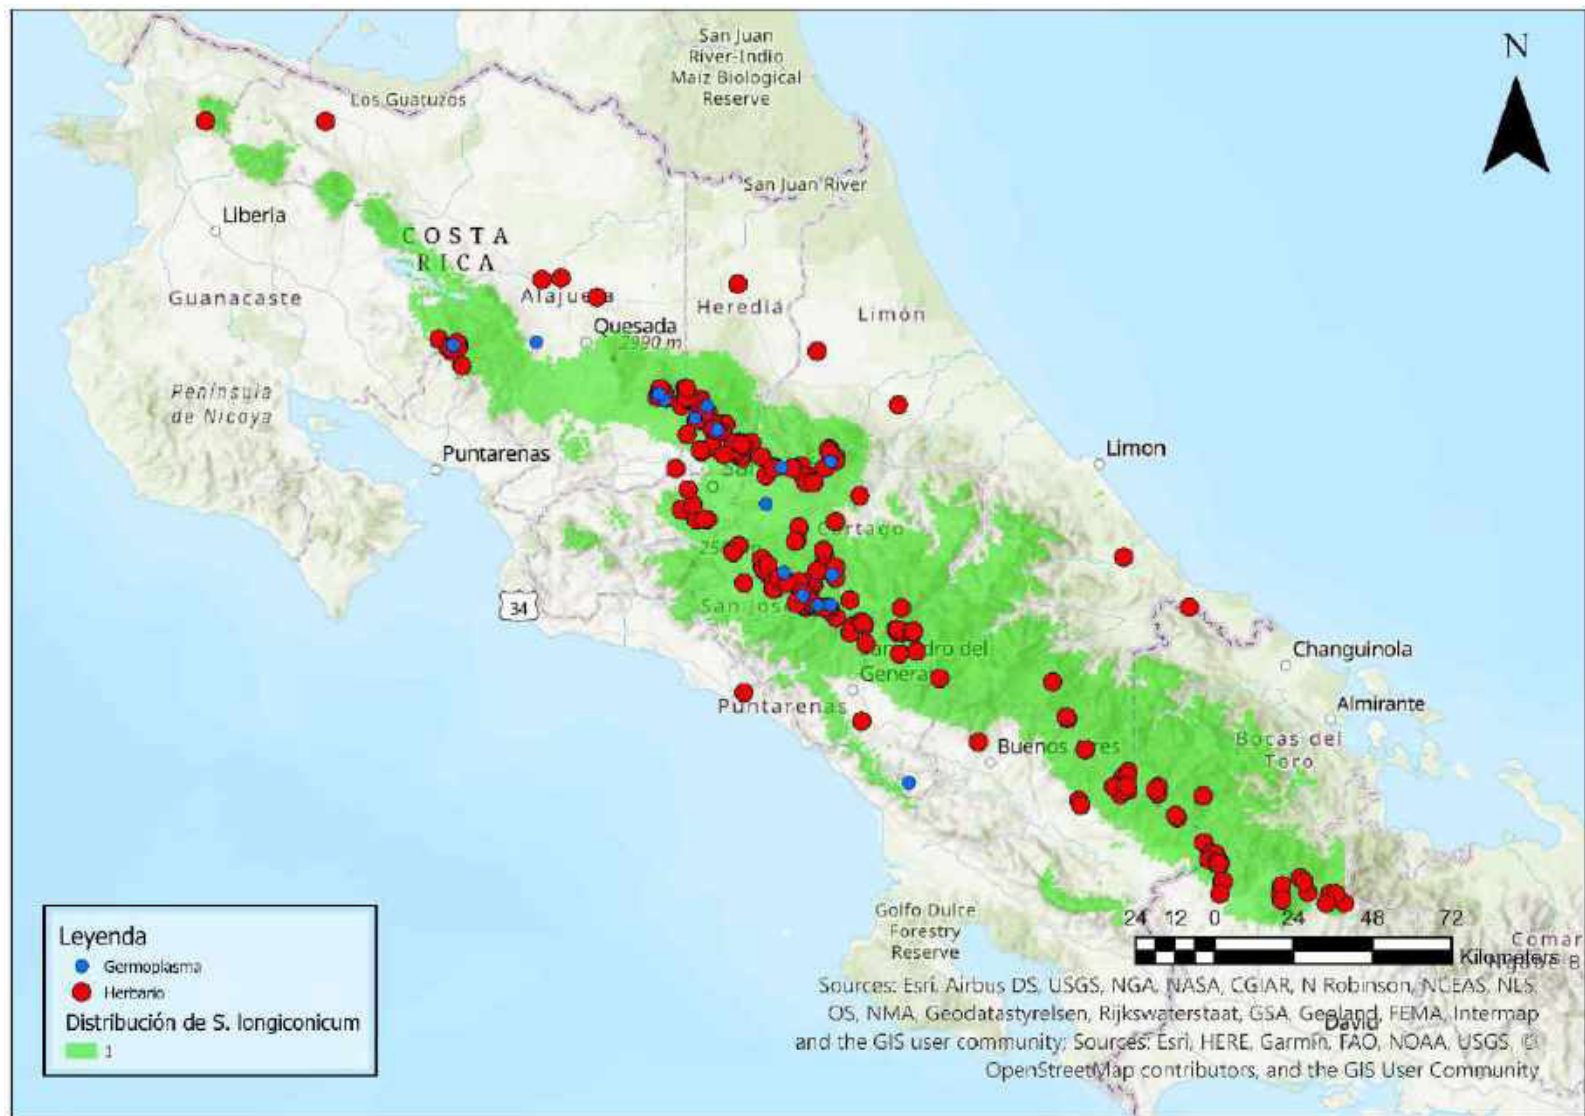 San Juan
River-Indio
Maiz Biological
Reserve
N
Los Guatuzos
San Juan River
Liberia
COSTA
RICA
Guanacaste
Alajuela
Heredia
Limón
Quesada
2990 m
Península
de Nicoya
Puntarenas
Limon
Cartago
34
San José
Changuinola
General
Puntarenas
Almirante
Buenos Aires
Bocas del
Toro
Golfo Dulce
Forestry
Reserve
24 12 0 24 48 72
Kilometers
Comar
Leyenda
Germoplasma
Herbario
Distribución de S. longiconicum
1
David
Sources: Esri, Airbus DS, USGS, NGA, NASA, CGIAR, N Robinson, NCEAS, NLS,
OS, NMA, Geodatastyrelsen, Rijkswaterstaat, GSA, Geoland, FEMA, Intermap
and the GIS user community; Sources: Esri, HERE, Garmin, FAO, NOAA, USGS, ©
OpenStreetMap contributors, and the GIS User Community